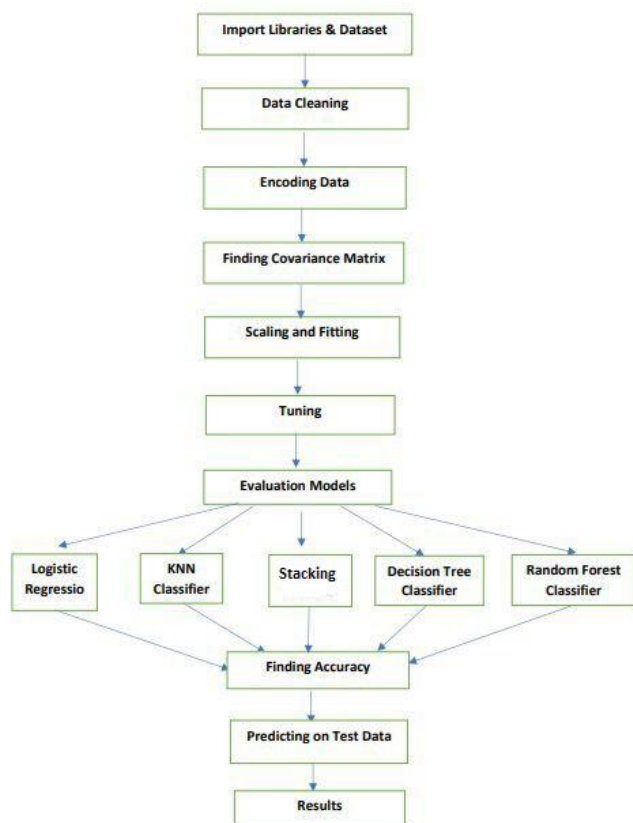 Import Libraries & Dataset
Data Cleaning
Encoding Data
Finding Covariance Matrix
Scaling and Fitting
Tuning
Evaluation Models
Logistic
Regressio
KNN
Classifier
Stacking
Decision Tree
Classifier
Random Forest
Classifier
Finding Accuracy
Predicting on Test Data
Results